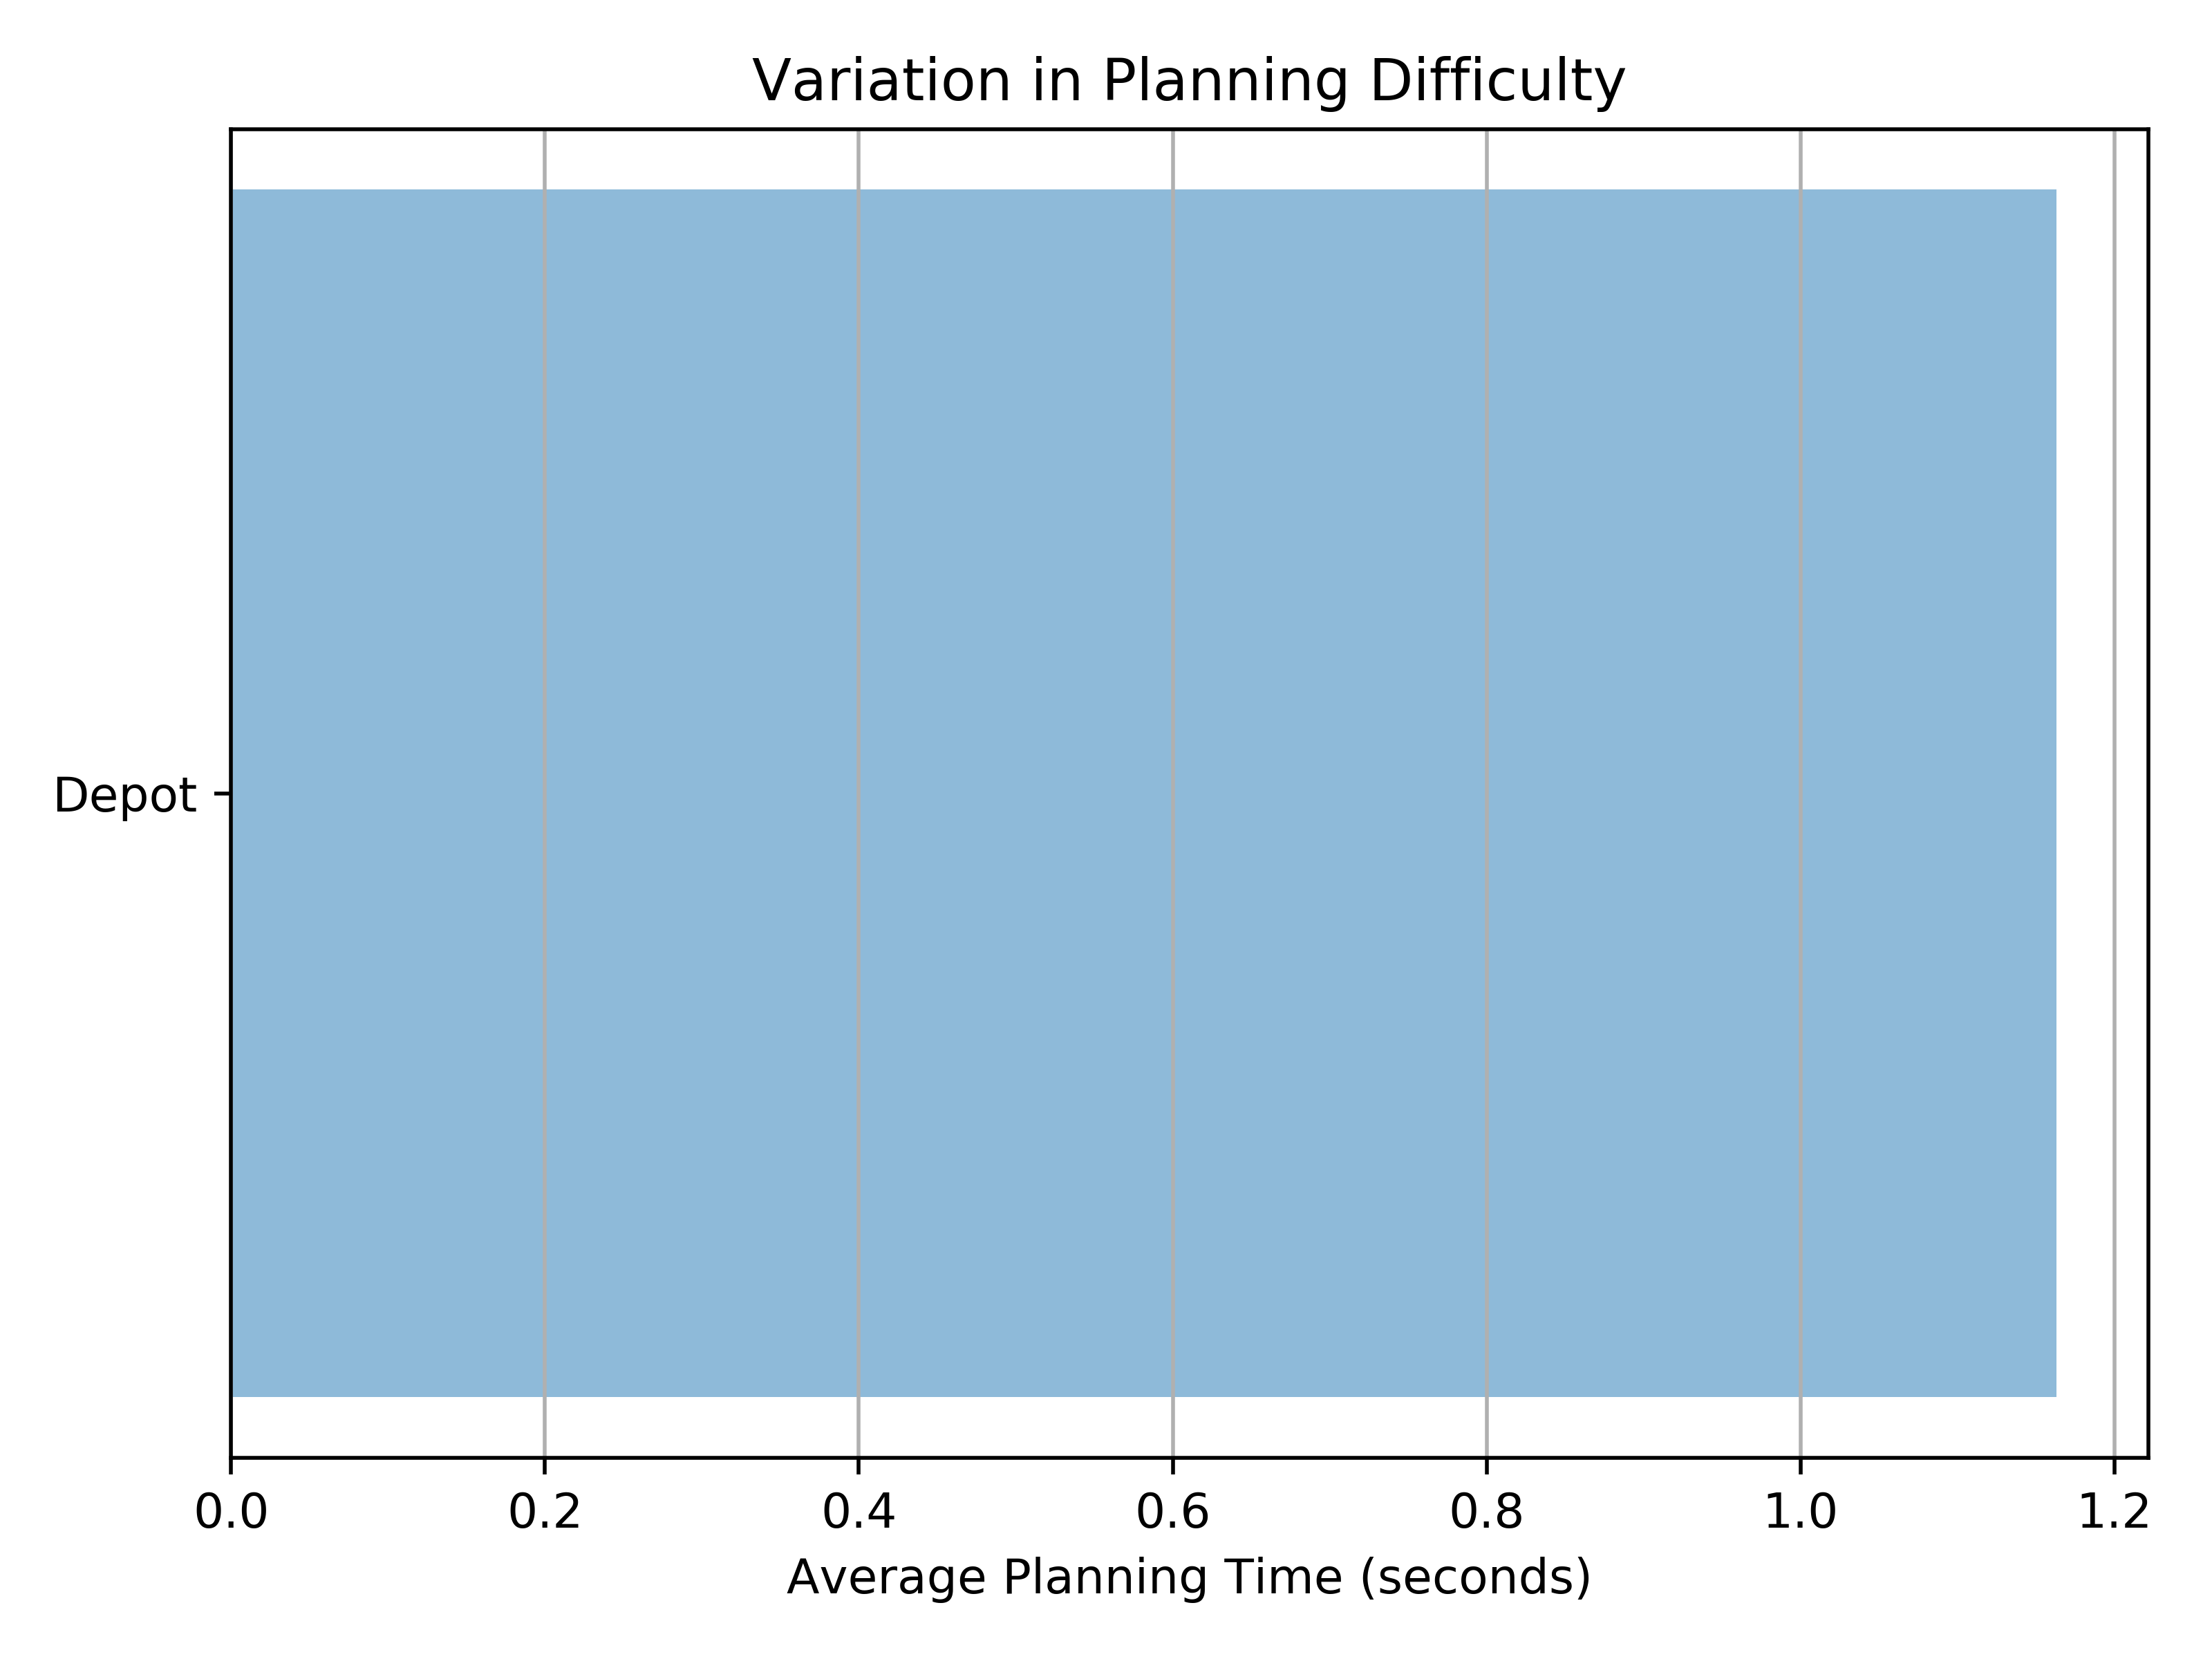 Variation in Planning Difficulty
Depot
0.0 0.2 0.4 0.6 0.8 1.0 1.2
Average Planning Time (seconds)